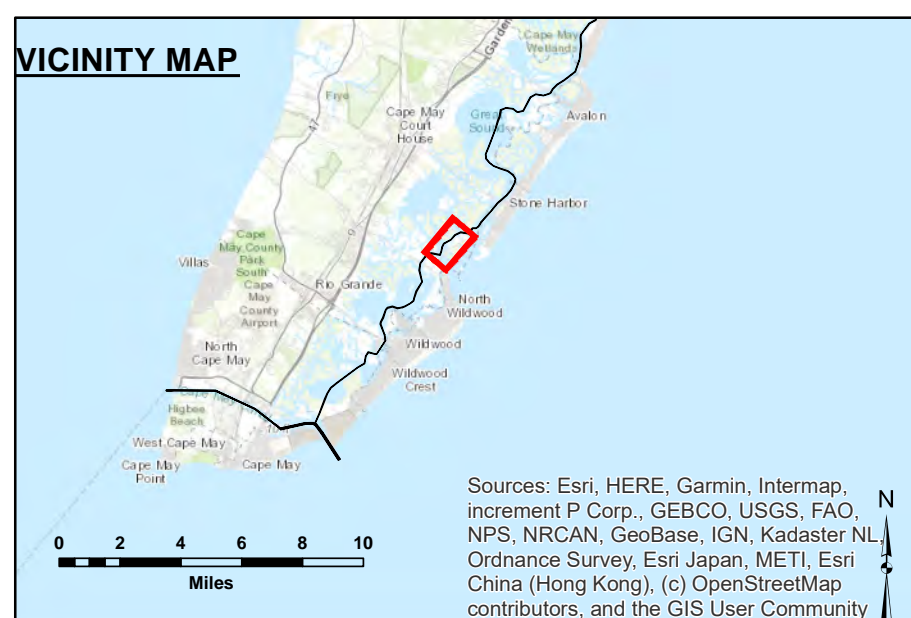 VICINITY MAP
Cape May
Wetlands
Garden
Frye
47
Cape May
Court
House
Great
Sound
Avalon
Stone Harbor
Cape
May County
Park
South
Villas
Cape
May
County
Airport
9
Rio Grande
North
Wildwood
North
Cape May
Wildwood
Wildwood
Crest
Cape May
Higbee
Beach
West Cape May
Cape May
Point
Cape May
0 2 4 6 8 10
Miles
Sources: Esri, HERE, Garmin, Intermap,
increment P Corp., GEBCO, USGS, FAO,
NPS, NRCAN, GeoBase, IGN, Kadaster NL,
Ordnance Survey, Esri Japan, METI, Esri
China (Hong Kong), (c) OpenStreetMap
contributors, and the GIS User Community
N